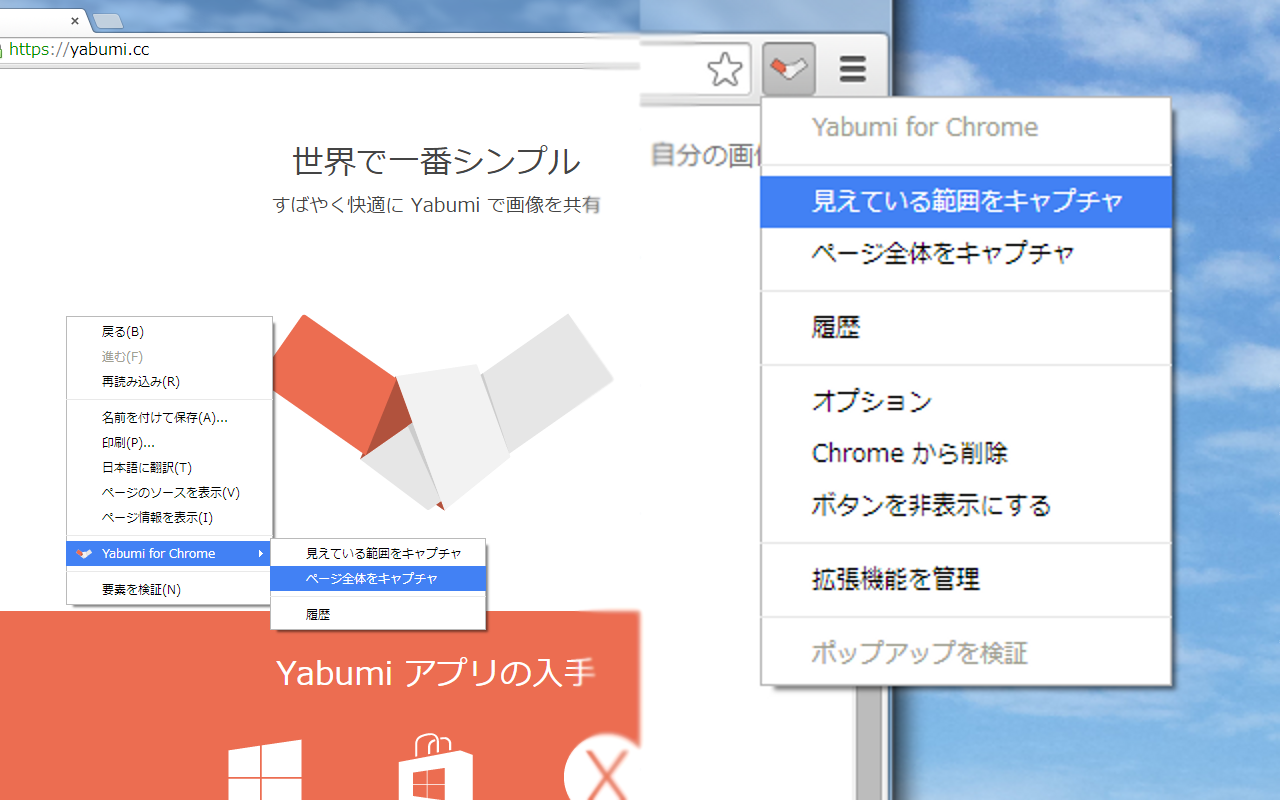 https://yabumi.cc
世界で一番シンプル
すばやく快適に Yabumi で画像を共有
戻る(B)
進む(F)
再読み込み(R)
名前を付けて保存(A)...
印刷(P)...
日本語に翻訳(T)
ページのソースを表示(V)
ページ情報を表示(I)
Yabumi for Chrome
要素を検証(N)
見えている範囲をキャプチャ
ページ全体をキャプチャ
履歴
Yabumi アプリの入手
自分の画
Yabumi for Chrome
見えている範囲をキャプチャ
ページ全体をキャプチャ
履歴
オプション
Chrome から削除
ボタンを非表示にする
拡張機能を管理
ポップアップを検証